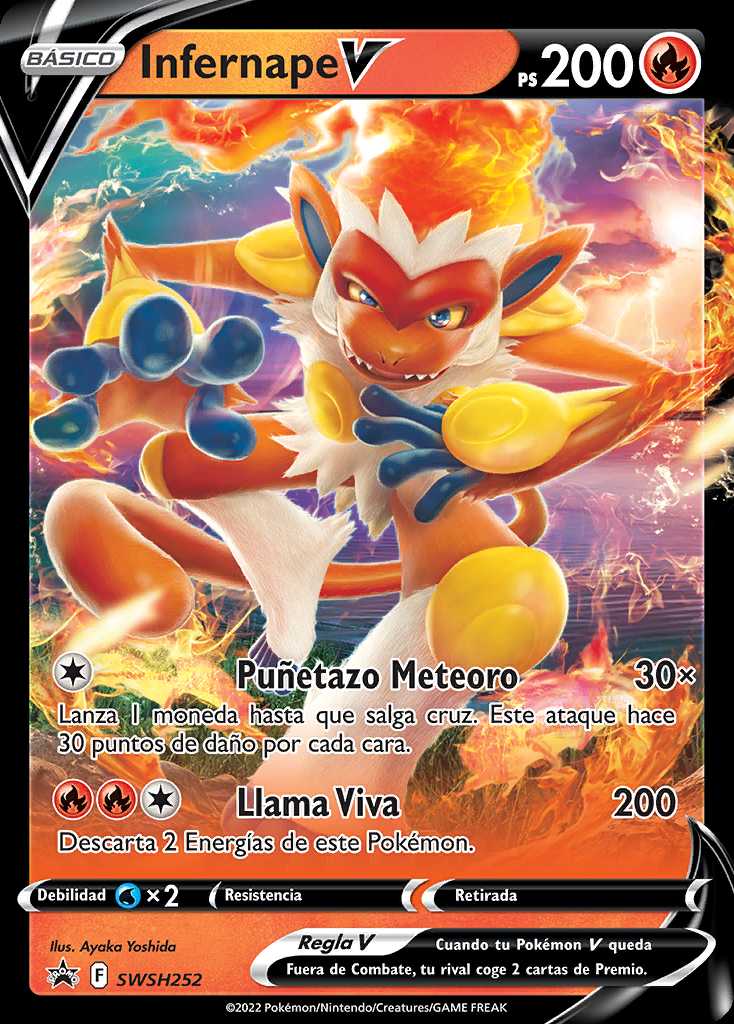 BÁSICO Infernape V PS 200
Puñetazo Meteoro 30×
Lanza 1 moneda hasta que salga cruz. Este ataque hace
30 puntos de daño por cada cara.
Llama Viva 200
Descarta 2 Energías de este Pokémon.
Debilidad ×2 Resistencia Retirada
Ilus. Ayaka Yoshida
Regla V Cuando tu Pokémon V queda
Fuera de Combate, tu rival coge 2 cartas de Premio.
PROMO F SWSH252
©2022 Pokémon/Nintendo/Creatures/GAME FREAK